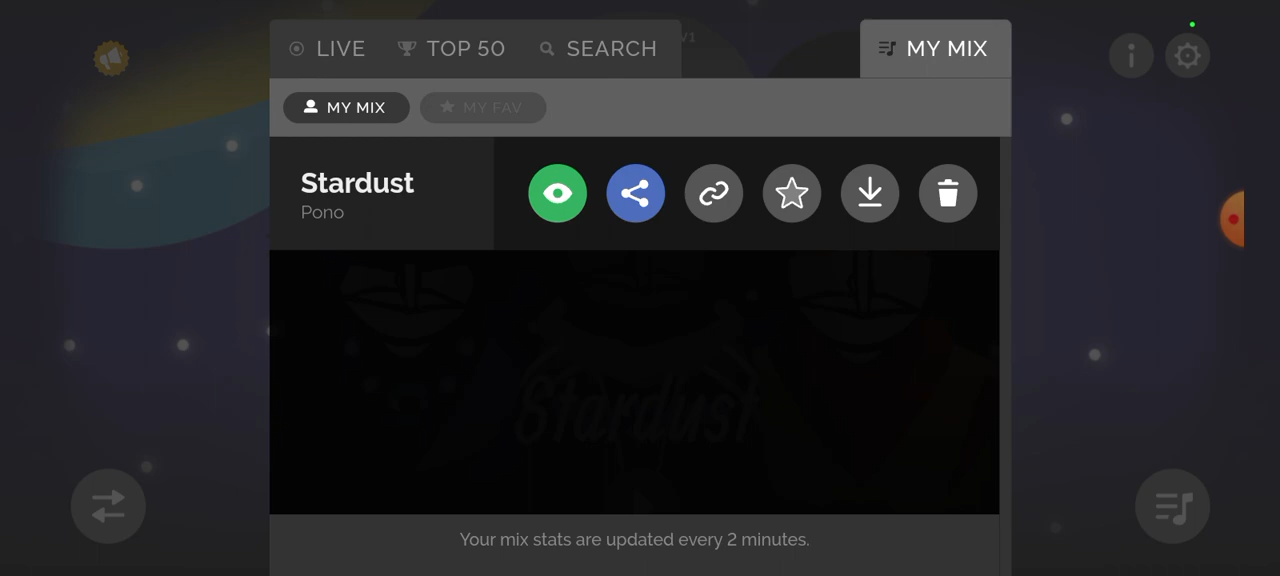 LIVE
TOP 50
SEARCH
V1
MY MIX
MY MIX
MY FAV
Stardust
Pono
Stardust
Your mix stats are updated every 2 minutes.